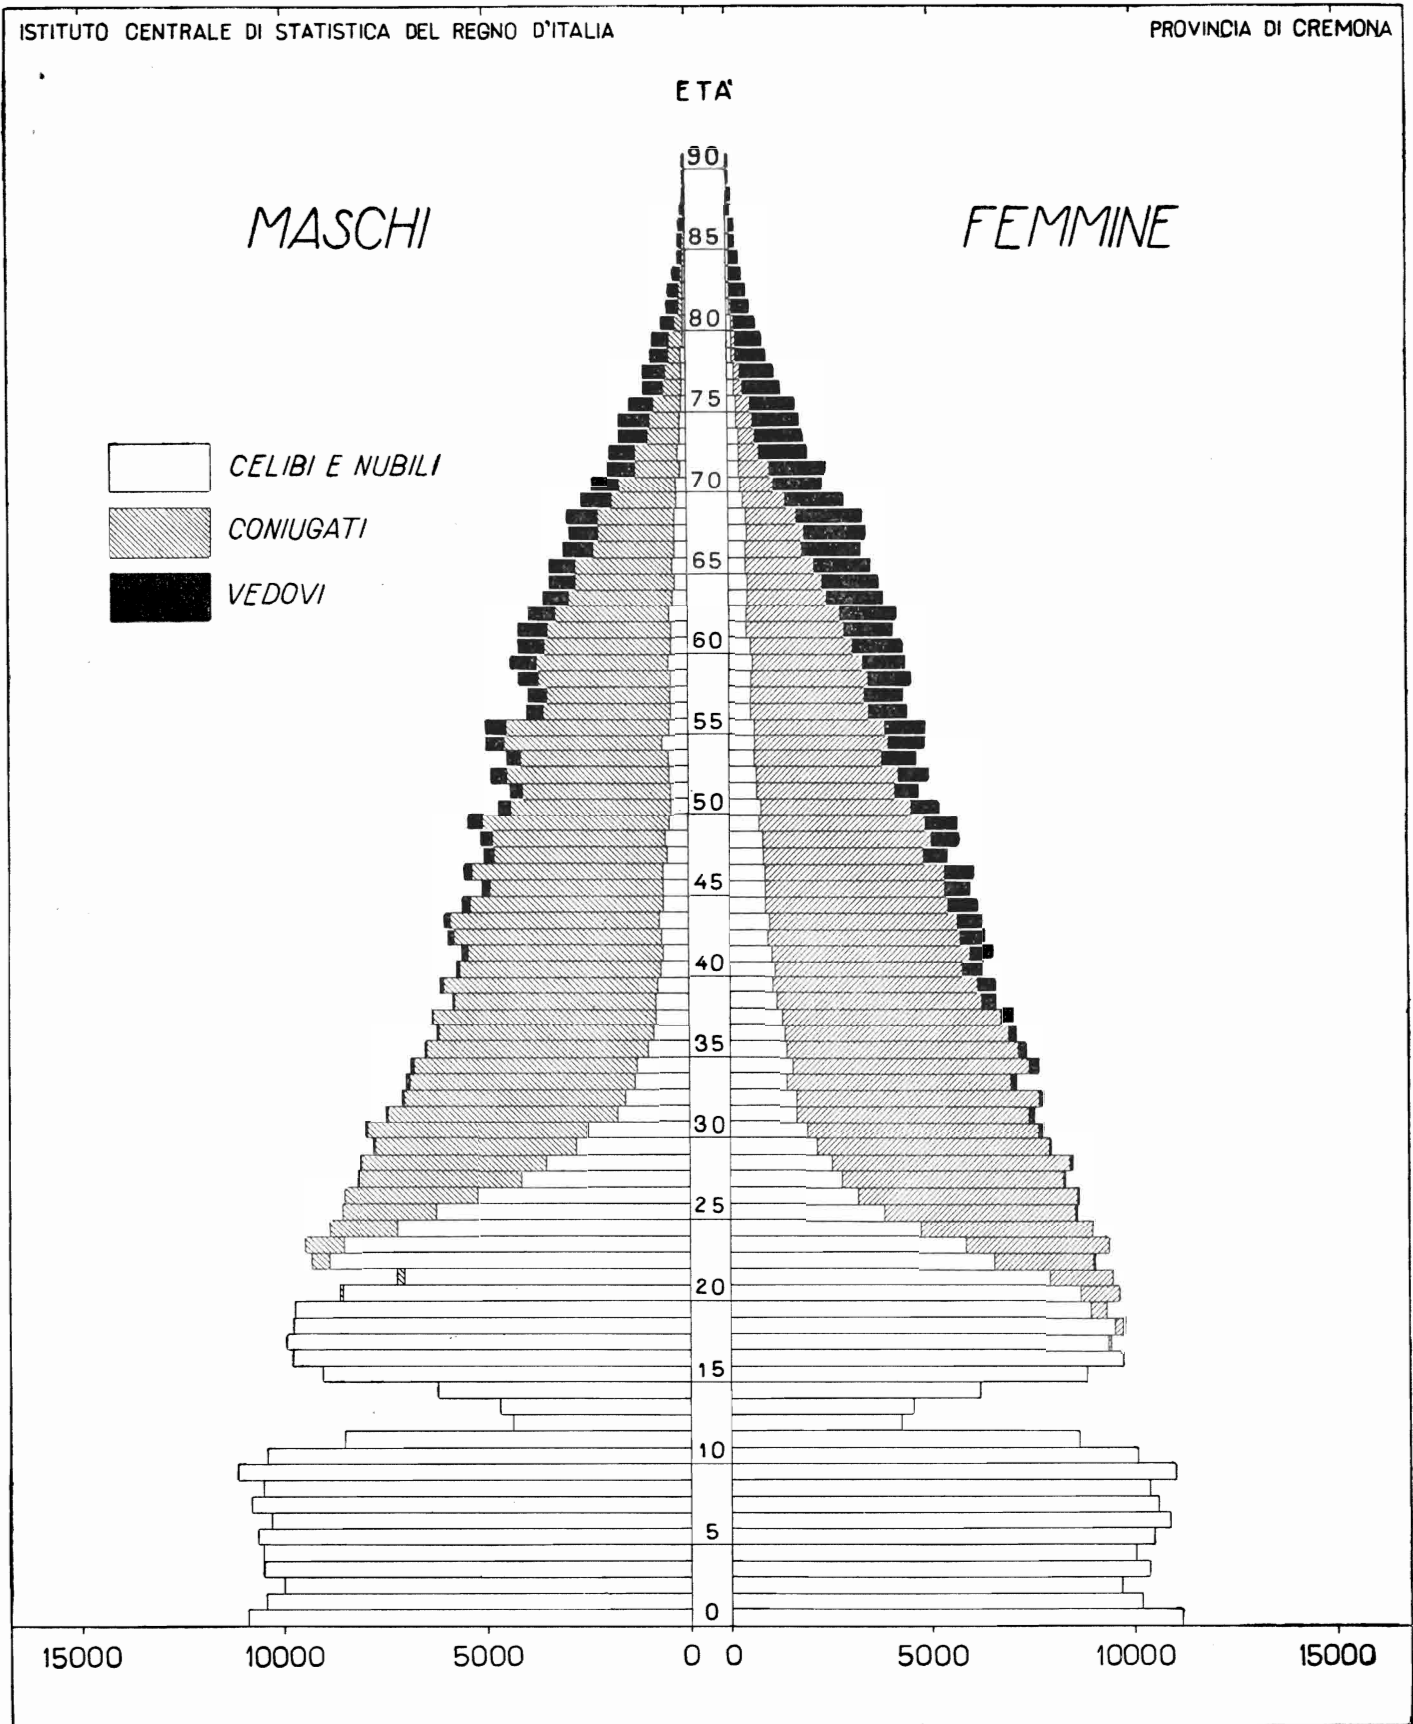 ISTITUTO CENTRALE DI STATISTICA DEL REGNO D'ITALIA
PROVINCIA DI CREMONA
ETA'
MASCHI
FEMMINE
90
85
80
75
70
65
60
55
50
45
40
35
30
25
20
15
10
5
0
CELIBI E NUBILI
CONIUGATI
VEDOVI
15000 10000 5000 0 0 5000 10000 15000